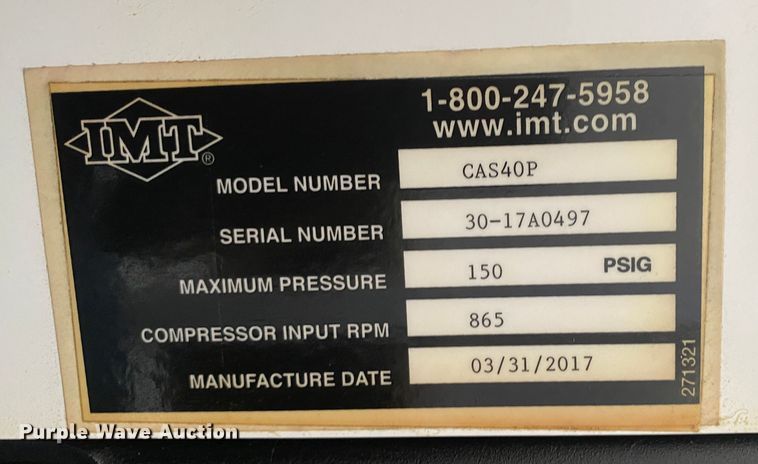 1-800-247-5958
www.imt.com
IMT®
MODEL NUMBER CAS40P
SERIAL NUMBER 30-17A0497
MAXIMUM PRESSURE 150 PSIG
COMPRESSOR INPUT RPM 865
MANUFACTURE DATE 03/31/2017
271321
Purple Wave Auction